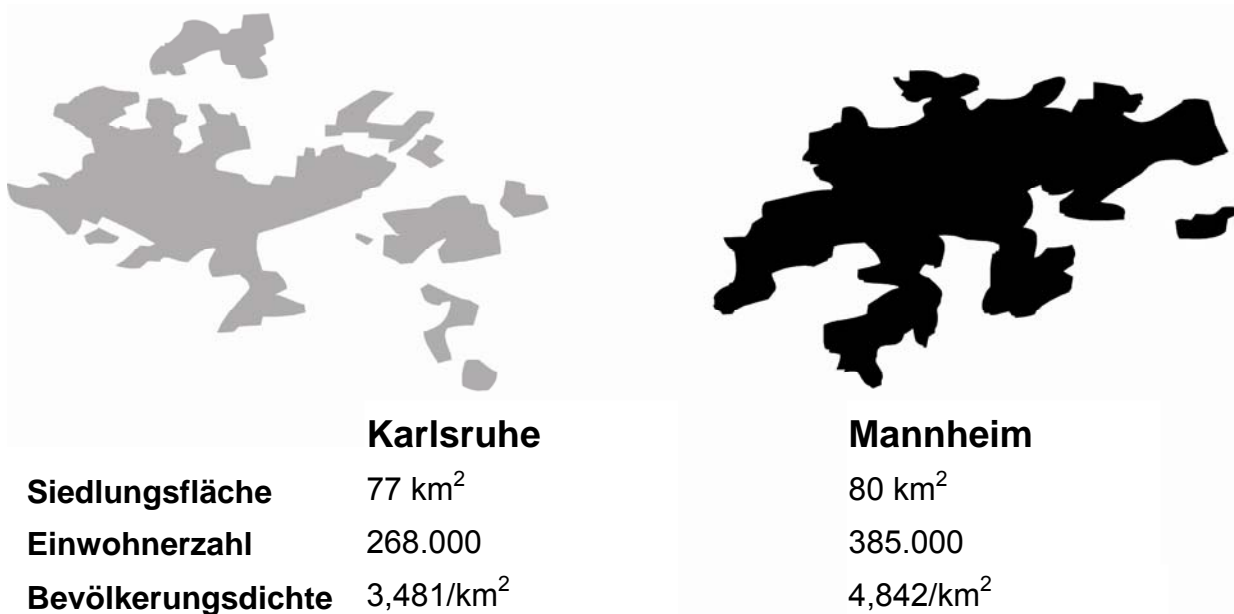 Karlsruhe Mannheim
Siedlungsfläche 77 km² 80 km²
Einwohnerzahl 268.000 385.000
Bevölkerungsdichte 3,481/km² 4,842/km²